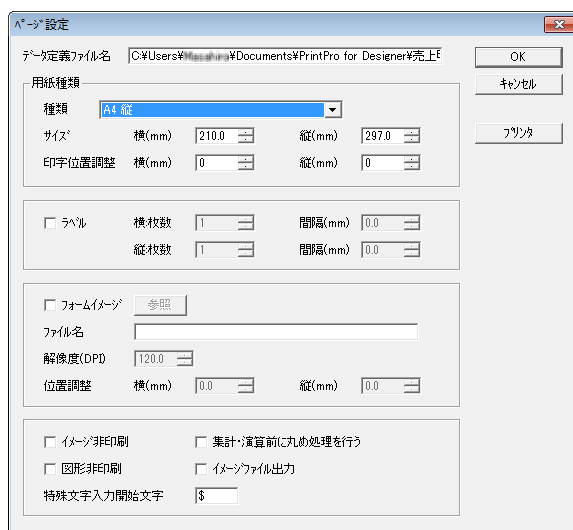 ﾍﾟｰｼﾞ設定
ﾃﾞｰﾀ定義ファイル名 C:¥Users¥ ¥Documents¥PrintPro for Designer¥売上
OK
用紙種類
ｷｬﾝｾﾙ
種類 A4 縦
サイズ 横(mm) 210.0 縦(mm) 297.0
ﾌﾟﾘﾝﾀ
印字位置調整 横(mm) 0 縦(mm) 0
ﾗﾍﾞﾙ 横:枚数 1 間隔(mm) 0.0
縦:枚数 1 間隔(mm) 0.0
ﾌｫｰﾑｲﾒｰｼﾞ 参照
ﾌｧｲﾙ名
解像度(DPI) 120.0
位置調整 横(mm) 0.0 縦(mm) 0.0
ｲﾒｰｼﾞ非印刷 集計・演算前に丸め処理を行う
図形非印刷 ｲﾒｰｼﾞﾌｧｲﾙ出力
特殊文字入力開始文字 $